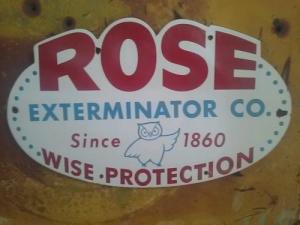 ROSE
EXTERMINATOR CO.
Since 1860
WISE · PROTECTION